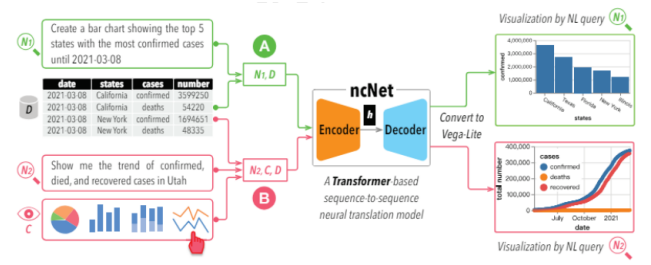 N1
Create a bar chart showing the top 5
states with the most confirmed cases
until 2021-03-08
D
date states cases number
2021-03-08 California confirmed 3599250
2021-03-08 California deaths 54220
2021-03-08 New York confirmed 1694651
2021-03-08 New York deaths 48335
N2
Show me the trend of confirmed,
died, and recovered cases in Utah
C
A
N1, D
N2, C, D
B
ncNet
h
Encoder
Decoder
A Transformer-based
sequence-to-sequence
neural translation model
Convert to
Vega-Lite
Visualization by NL query N1
4,000,000
3,000,000
2,000,000
1,000,000
0
confirmed
California
Texas
Florida
New York
Illinois
states
400,000
300,000
200,000
100,000
0
total number
cases
confirmed
deaths
recovered
July October 2021
date
Visualization by NL query N2